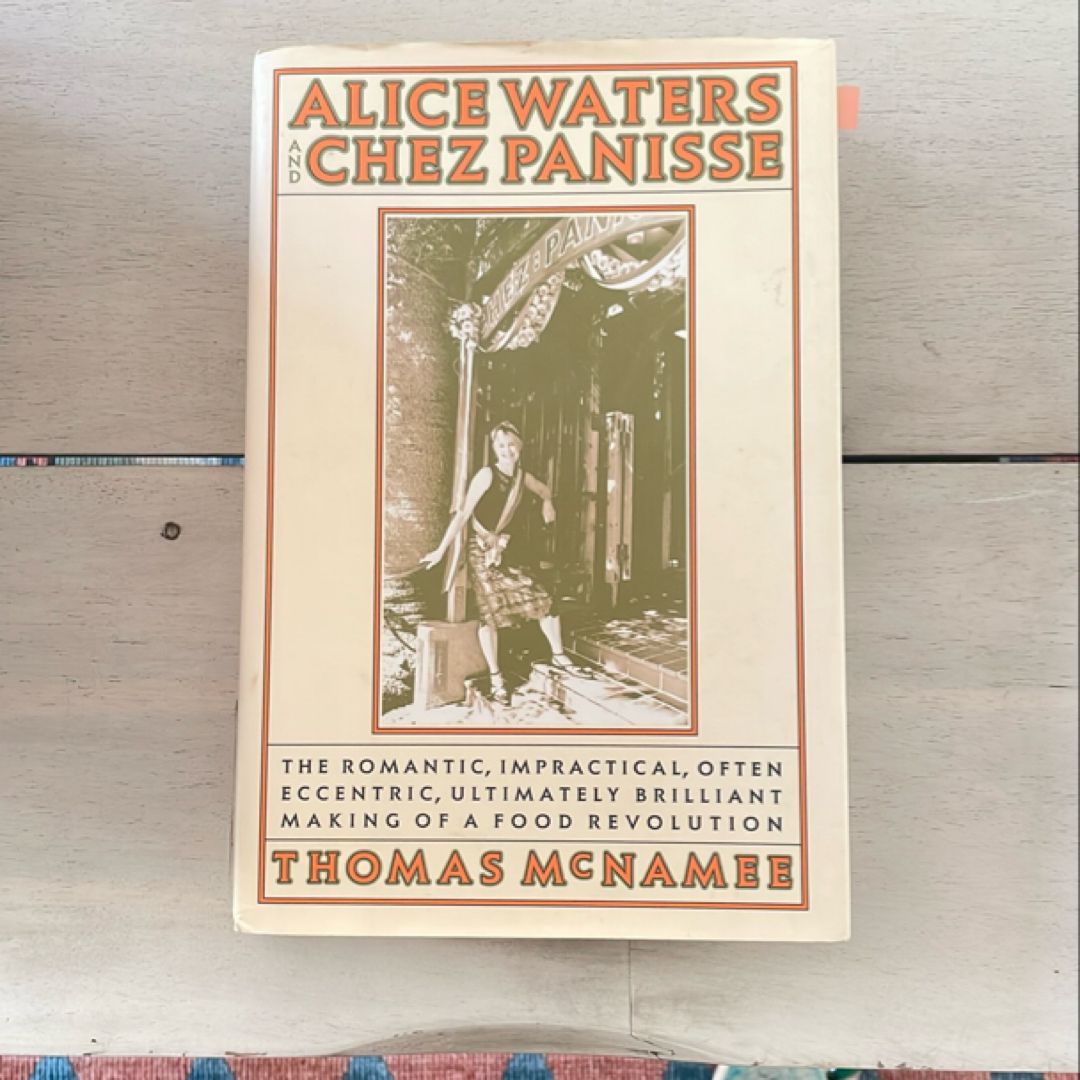 ALICE WATERS
AND CHEZ PANISSE
THE ROMANTIC, IMPRACTICAL, OFTEN
ECCENTRIC, ULTIMATELY BRILLIANT
MAKING OF A FOOD REVOLUTION
THOMAS McNAMEE